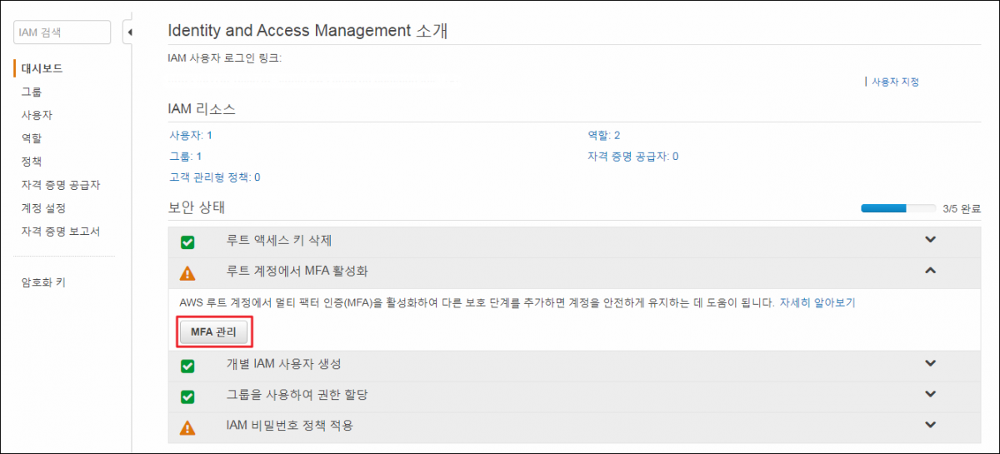 IAM 검색
대시보드
그룹
사용자
역할
정책
자격 증명 공급자
계정 설정
자격 증명 보고서
암호화 키
Identity and Access Management 소개
IAM 사용자 로그인 링크:
| 사용자 지정
IAM 리소스
사용자: 1
역할: 2
그룹: 1
자격 증명 공급자: 0
고객 관리형 정책: 0
보안 상태
3/5 완료
루트 액세스 키 삭제
루트 계정에서 MFA 활성화
AWS 루트 계정에서 멀티 팩터 인증(MFA)을 활성화하여 다른 보호 단계를 추가하면 계정을 안전하게 유지하는 데 도움이 됩니다. 자세히 알아보기
MFA 관리
개별 IAM 사용자 생성
그룹을 사용하여 권한 할당
IAM 비밀번호 정책 적용